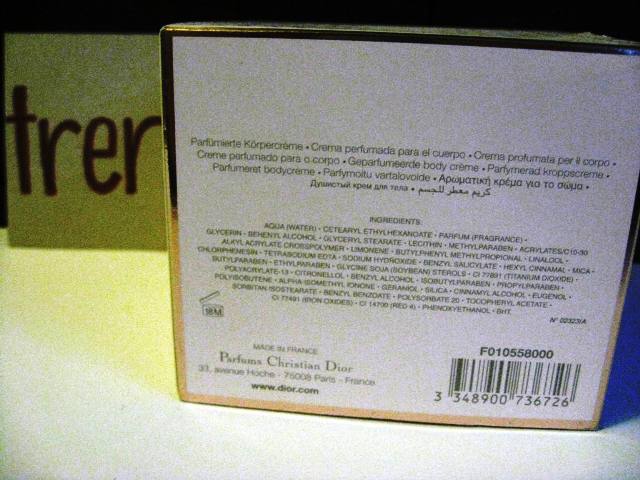 trer
Parfümierte Körpercrème • Crema perfumada para el cuerpo • Crema profumata per il corpo •
Creme perfumado para o corpo • Geparfumeerde body crème • Parfymerad kroppscreme •
Parfumeret bodycreme • Parfymoitu vartalovoide • Αρωματική κρέμα για το σώμα •
Душистый крем для тела • كريم معطر للجسم
INGREDIENTS:
AQUA (WATER) • CETEARYL ETHYLHEXANOATE • PARFUM (FRAGRANCE) •
GLYCERIN • BEHENYL ALCOHOL • GLYCERYL STEARATE • LECITHIN • METHYLPARABEN • ACRYLATES/C10-30
ALKYL ACRYLATE CROSSPOLYMER • LIMONENE • BUTYLPHENYL METHYLPROPIONAL • LINALOOL •
CHLORPHENESIN • TETRASODIUM EDTA • SODIUM HYDROXIDE • BENZYL SALICYLATE • HEXYL CINNAMAL • MICA •
BUTYLPARABEN • ETHYLPARABEN • GLYCINE SOJA (SOYBEAN) STEROLS • CI 77891 (TITANIUM DIOXIDE) •
POLYACRYLATE-13 • CITRONELLOL • BENZYL ALCOHOL • ISOBUTYLPARABEN • PROPYLPARABEN •
POLYISOBUTENE • ALPHA-ISOMETHYL IONONE • GERANIOL • SILICA • CINNAMYL ALCOHOL • EUGENOL •
SORBITAN ISOSTEARATE • BENZYL BENZOATE • POLYSORBATE 20 • TOCOPHERYL ACETATE •
CI 77491 (IRON OXIDES) • CI 14700 (RED 4) • PHENOXYETHANOL • BHT.
N° 02323/A
18M
MADE IN FRANCE
Parfums Christian Dior
33, avenue Hoche - 75008 Paris - France
www.dior.com
F010558000
3 348900 736726